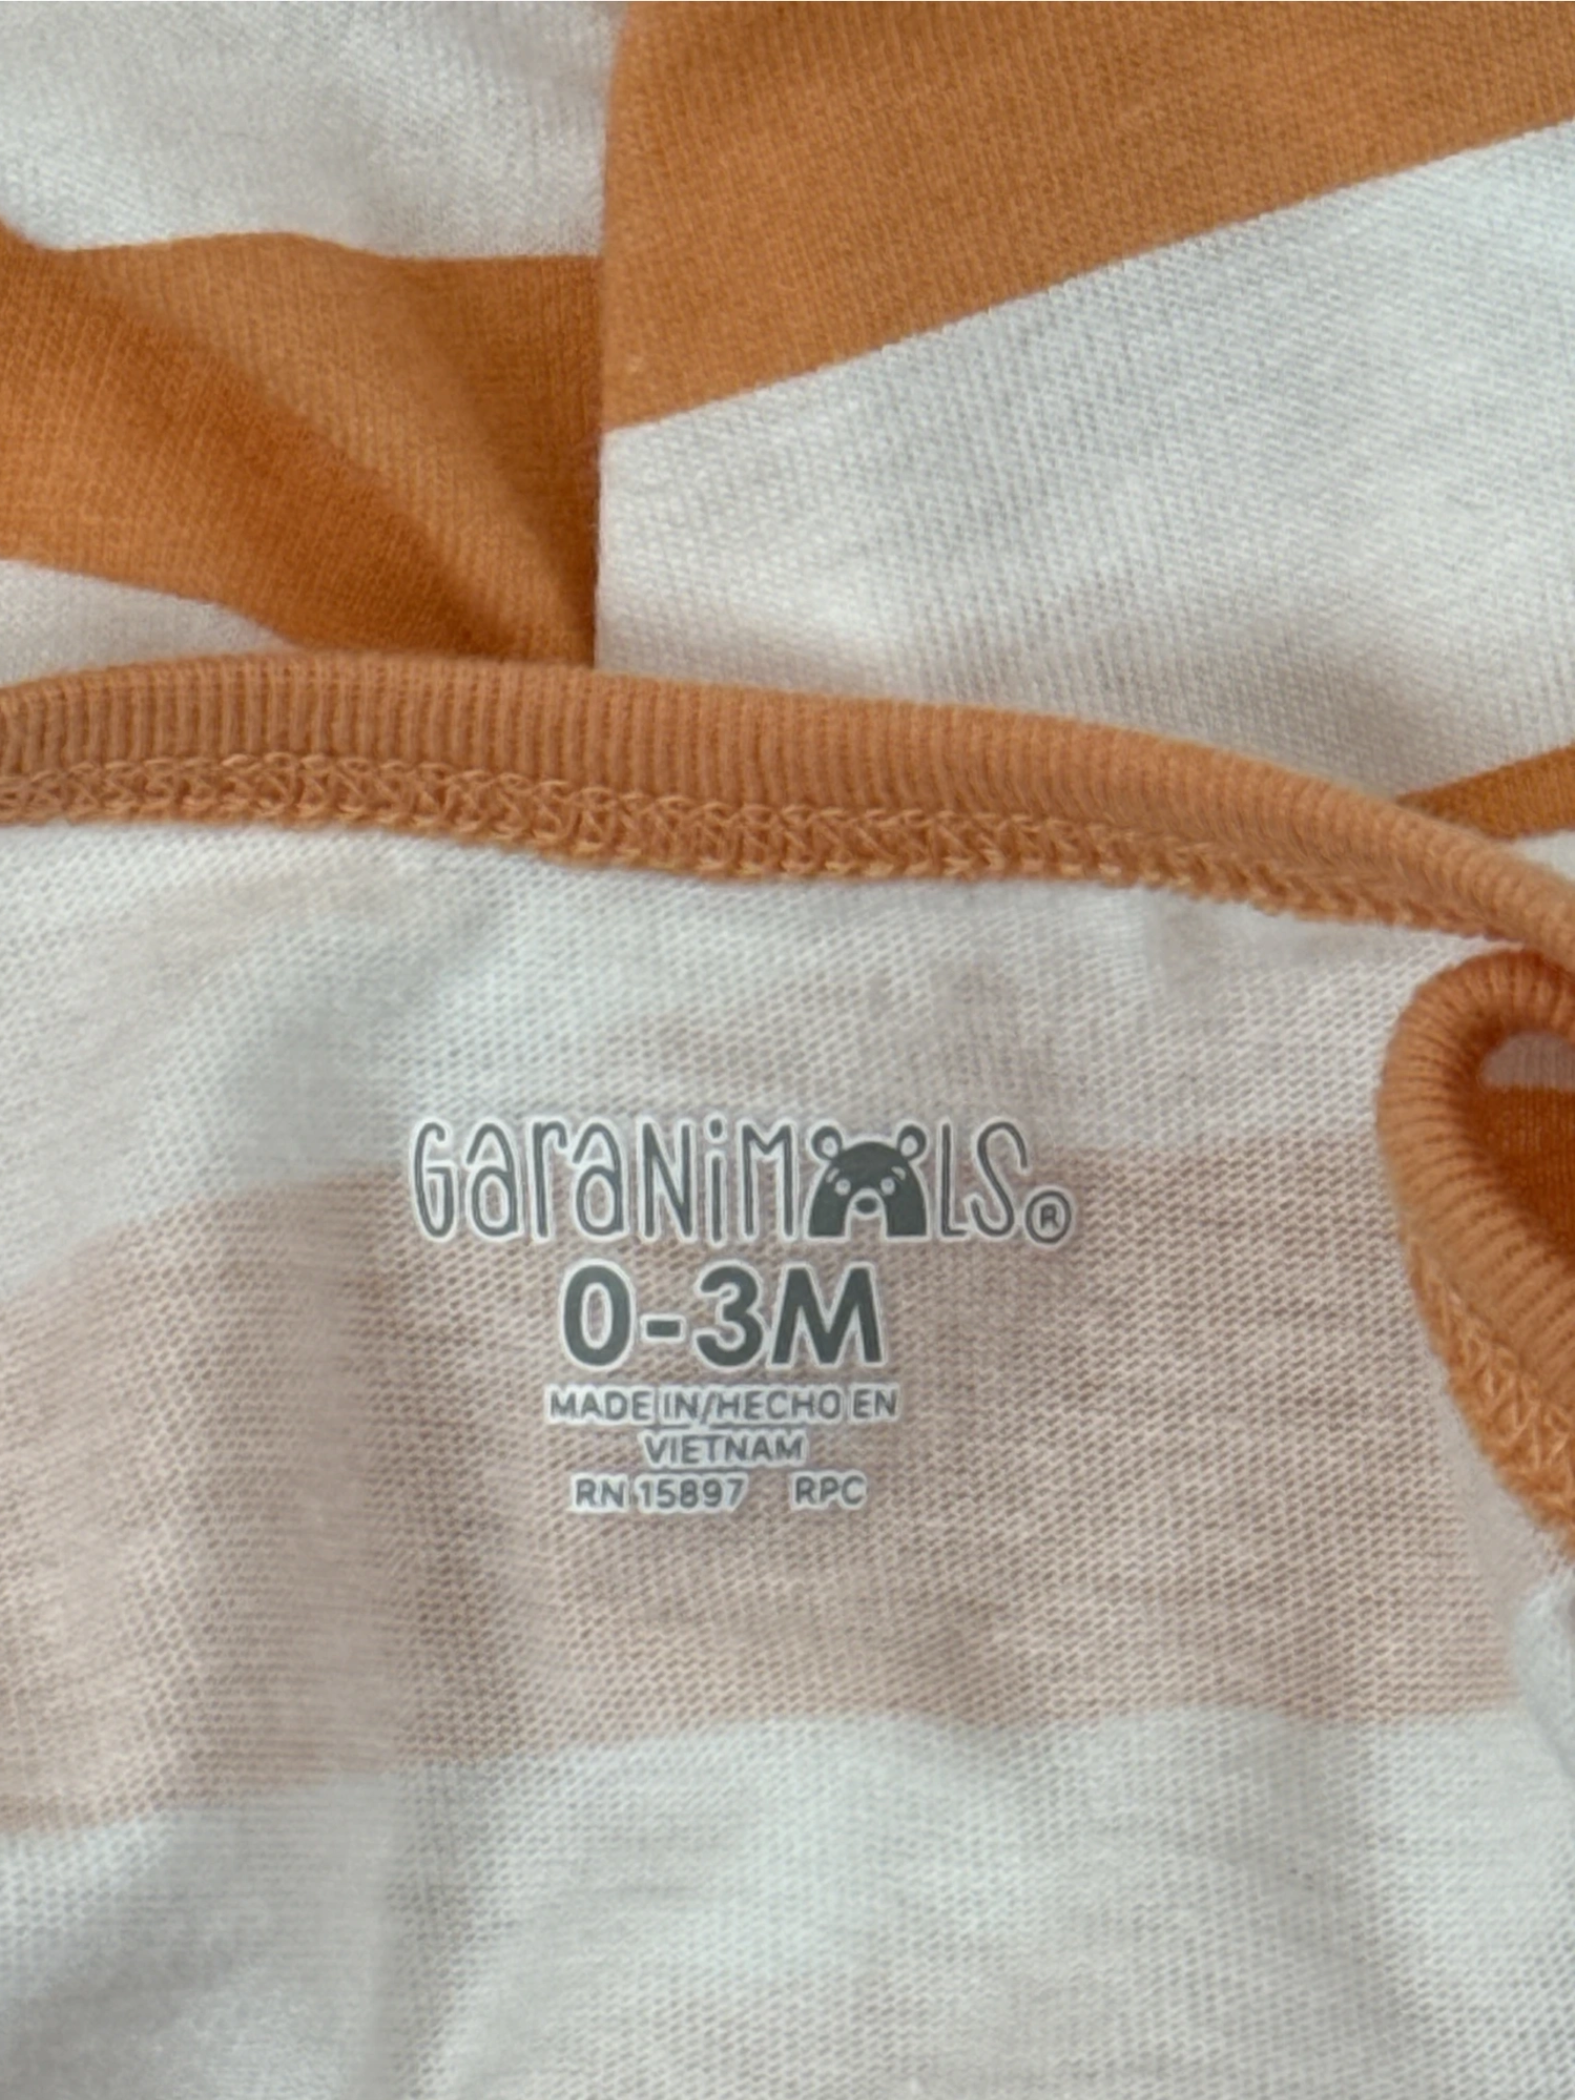 GaraNiMALS®
0-3M
MADE IN/HECHO EN
VIETNAM
RN 15897 RPC